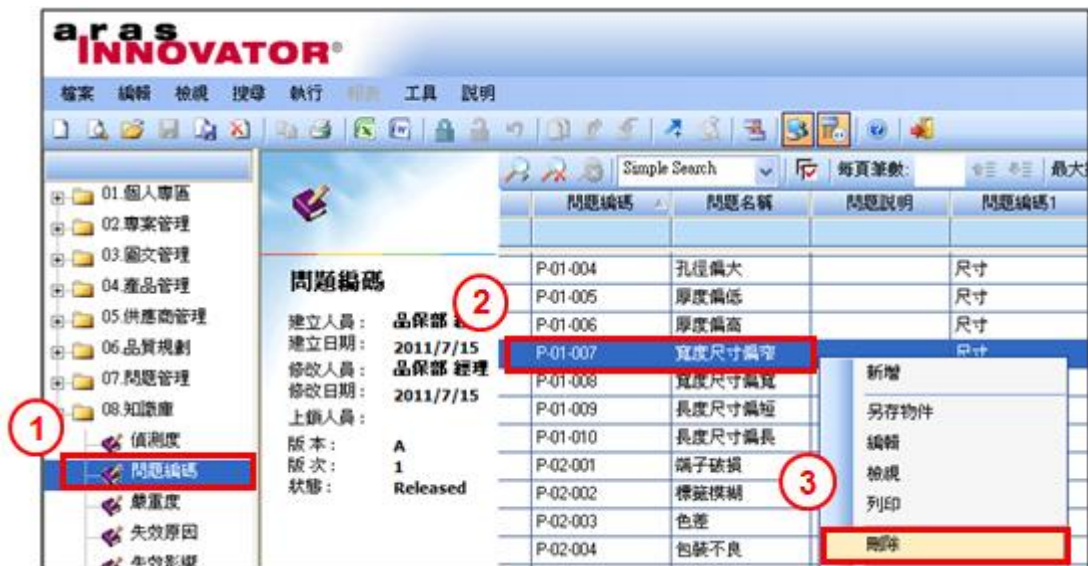 aras
INNOVATOR®
檔案 編輯 檢視 搜尋 執行 報表 工具 說明
Simple Search 每頁筆數: 最大
01.個人專區
02.專案管理
03.圖文管理
04.產品管理
05.供應商管理
06.品質規劃
07.問題管理
08.知識庫
偵測度
問題編碼
嚴重度
失效原因
失效影響
1
問題編碼
建立人員: 品保部 經
建立日期: 2011/7/15
修改人員: 品保部 經理
修改日期: 2011/7/15
上鎖人員:
版本: A
版次: 1
狀態: Released
2
問題編碼 問題名稱 問題說明 問題編碼1
P-01-004 孔徑偏大 尺寸
P-01-005 厚度偏低 尺寸
P-01-006 厚度偏高 尺寸
P-01-007 寬度尺寸偏窄 尺寸
P-01-008 寬度尺寸偏寬
P-01-009 長度尺寸偏短
P-01-010 長度尺寸偏長
P-02-001 端子破損
P-02-002 標籤模糊
P-02-003 色差
P-02-004 包裝不良
3
新增
另存物件
編輯
檢視
列印
刪除